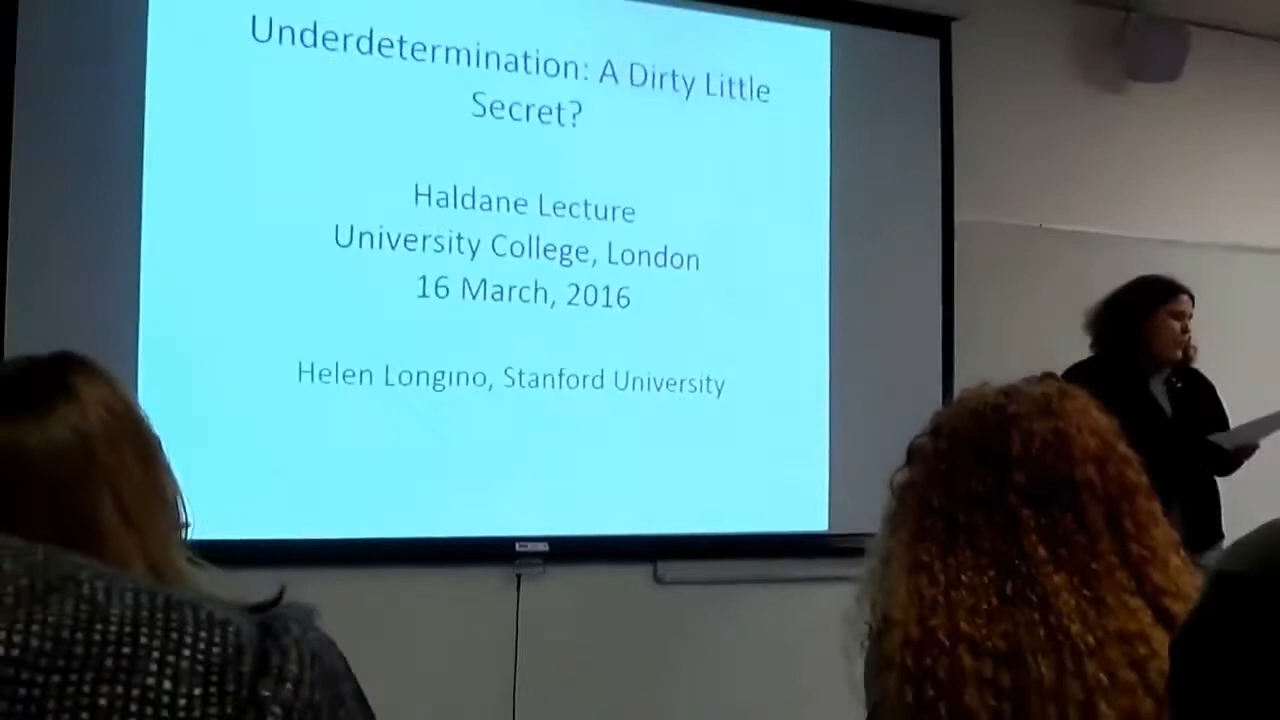 Underdetermination: A Dirty Little
Secret?
Haldane Lecture
University College, London
16 March, 2016
Helen Longino, Stanford University